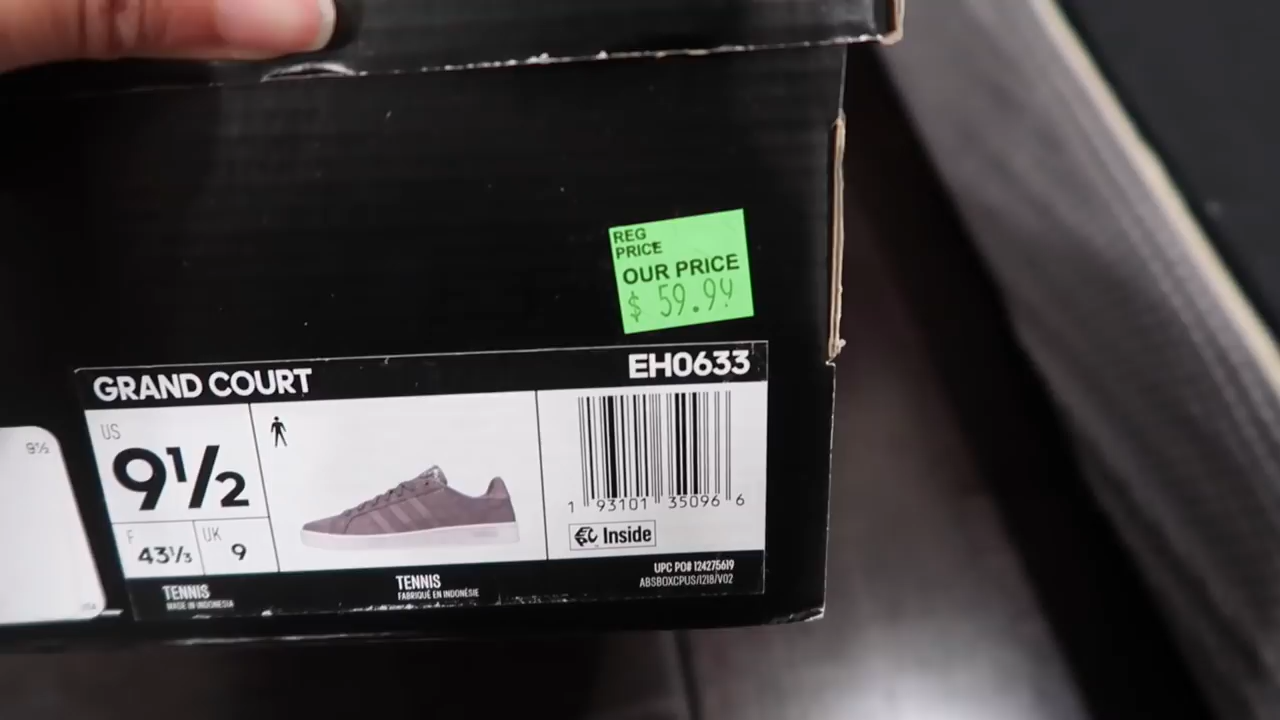 REG
PRICE
OUR PRICE
$ 59.99
GRAND COURT
EH0633
US
9½
F
43⅓
UK
9
1 93101 35096 6
Inside
TENNIS
MADE IN INDONESIA
TENNIS
FABRIQUÉ EN INDONÉSIE
UPC PO# 124275619
ABSBOXCPUS/1218/V02
9½